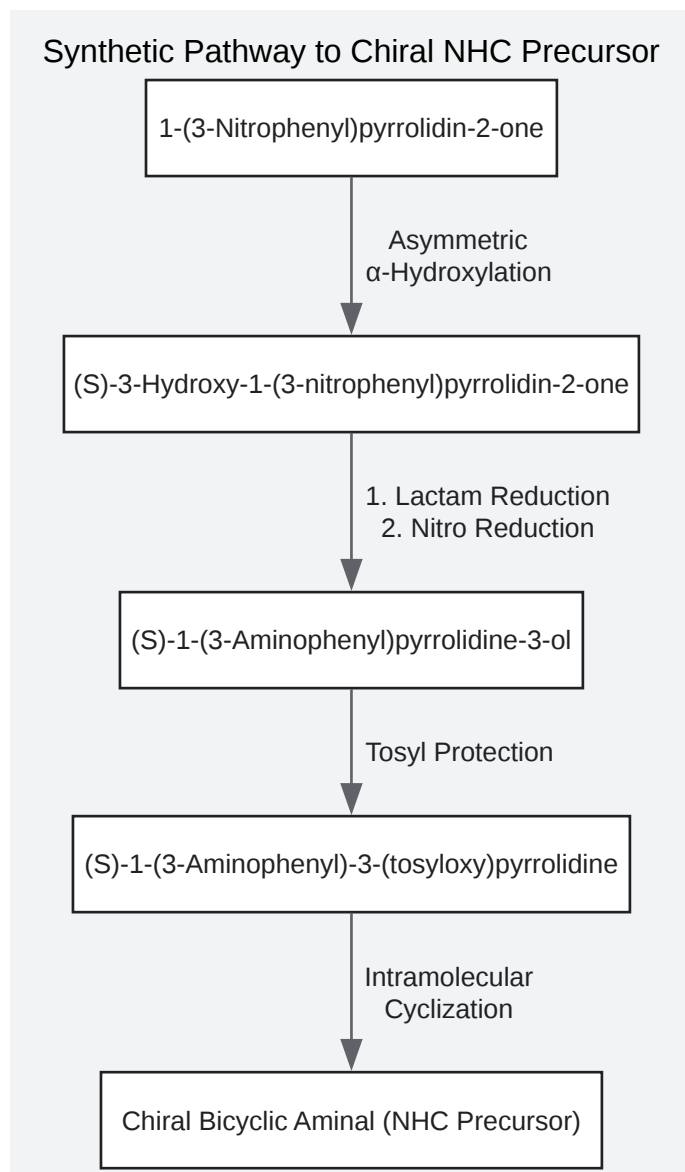 Synthetic Pathway to Chiral NHC Precursor
1-(3-Nitrophenyl)pyrrolidin-2-one
Asymmetric
α-Hydroxylation
(S)-3-Hydroxy-1-(3-nitrophenyl)pyrrolidin-2-one
1. Lactam Reduction
2. Nitro Reduction
(S)-1-(3-Aminophenyl)pyrrolidine-3-ol
Tosyl Protection
(S)-1-(3-Aminophenyl)-3-(tosyloxy)pyrrolidine
Intramolecular
Cyclization
Chiral Bicyclic Aminal (NHC Precursor)